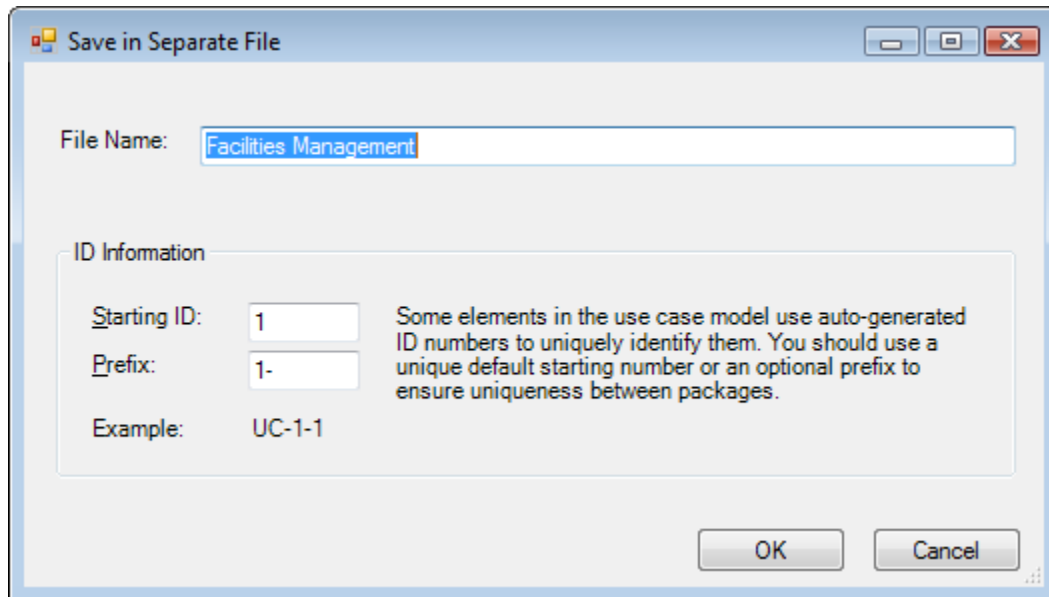 Save in Separate File
File Name: Facilities Management
ID Information
Starting ID: 1
Prefix: 1-
Some elements in the use case model use auto-generated
ID numbers to uniquely identify them. You should use a
unique default starting number or an optional prefix to
ensure uniqueness between packages.
Example: UC-1-1
OK Cancel